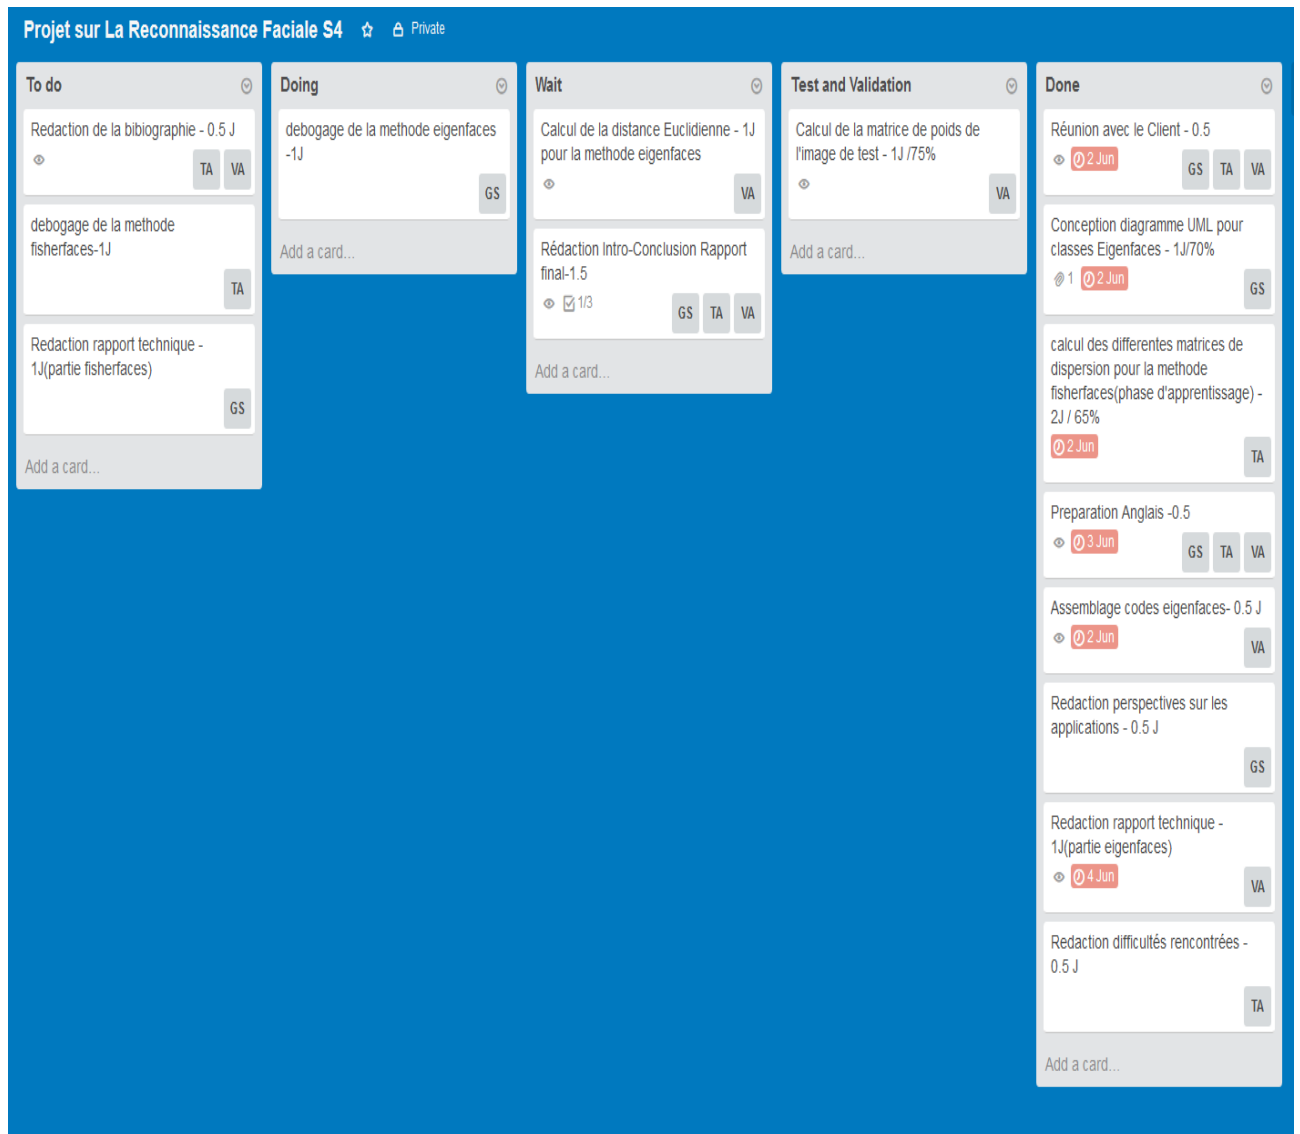 Projet sur La Reconnaissance Faciale S4 Private
To do
Redaction de la bibiographie - 0.5 J
TA VA
debogage de la methode
fisherfaces-1J
TA
Redaction rapport technique -
1J(partie fisherfaces)
GS
Add a card...
Doing
debogage de la methode eigenfaces
-1J
GS
Add a card...
Wait
Calcul de la distance Euclidienne - 1J
pour la methode eigenfaces
VA
Rédaction Intro-Conclusion Rapport
final-1.5
1/3
GS TA VA
Add a card...
Test and Validation
Calcul de la matrice de poids de
l'image de test - 1J /75%
VA
Add a card...
Done
Réunion avec le Client - 0.5
2 Jun
GS TA VA
Conception diagramme UML pour
classes Eigenfaces - 1J/70%
1 2 Jun
GS
calcul des differentes matrices de
dispersion pour la methode
fisherfaces(phase d'apprentissage) -
2J / 65%
2 Jun
TA
Preparation Anglais -0.5
3 Jun
GS TA VA
Assemblage codes eigenfaces- 0.5 J
2 Jun
VA
Redaction perspectives sur les
applications - 0.5 J
GS
Redaction rapport technique -
1J(partie eigenfaces)
4 Jun
VA
Redaction difficultés rencontrées -
0.5 J
TA
Add a card...